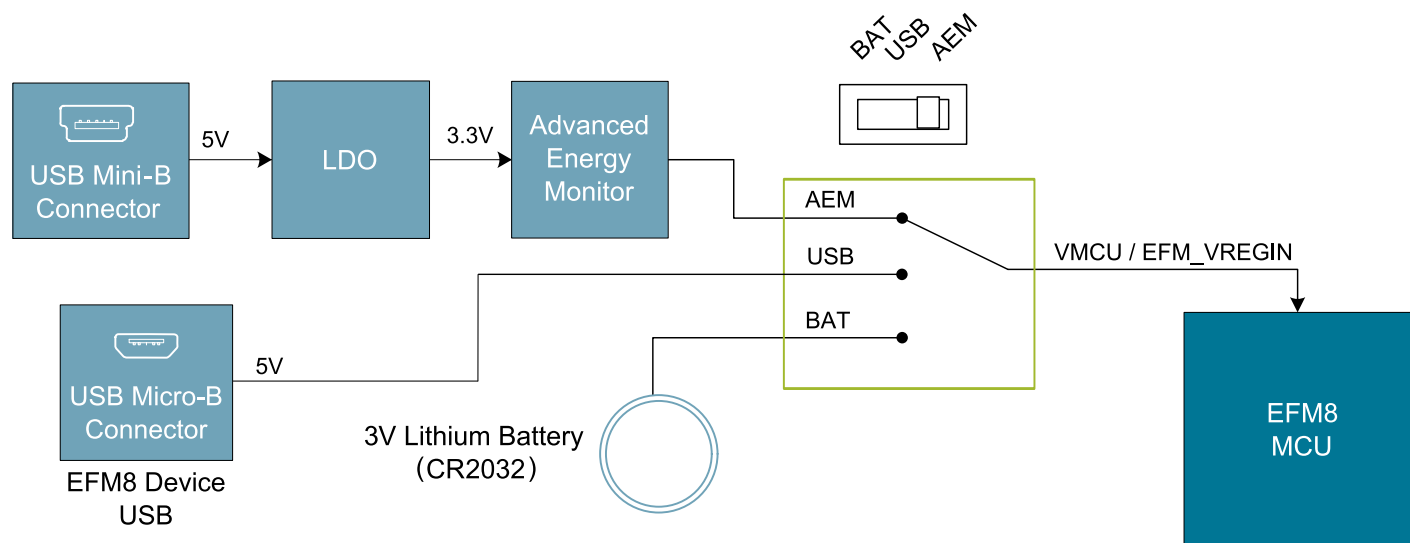 BAT
USB
AEM
USB Mini-B
Connector
5V
LDO
3.3V
Advanced
Energy
Monitor
AEM
USB
BAT
VMCU / EFM_VREGIN
USB Micro-B
Connector
5V
EFM8 Device
USB
3V Lithium Battery
(CR2032)
EFM8
MCU